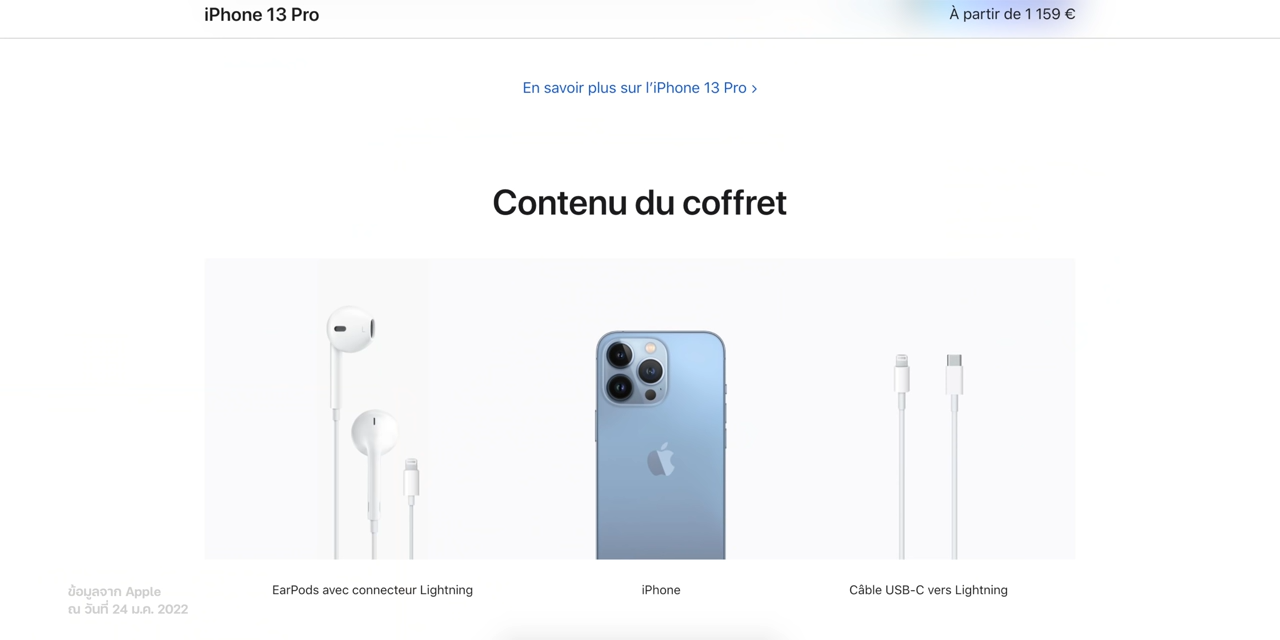 iPhone 13 Pro
À partir de 1 159 €
En savoir plus sur l’iPhone 13 Pro >
Contenu du coffret
EarPods avec connecteur Lightning
iPhone
Câble USB-C vers Lightning
ข้อมูลจาก Apple
ณ วันที่ 24 ม.ค. 2022